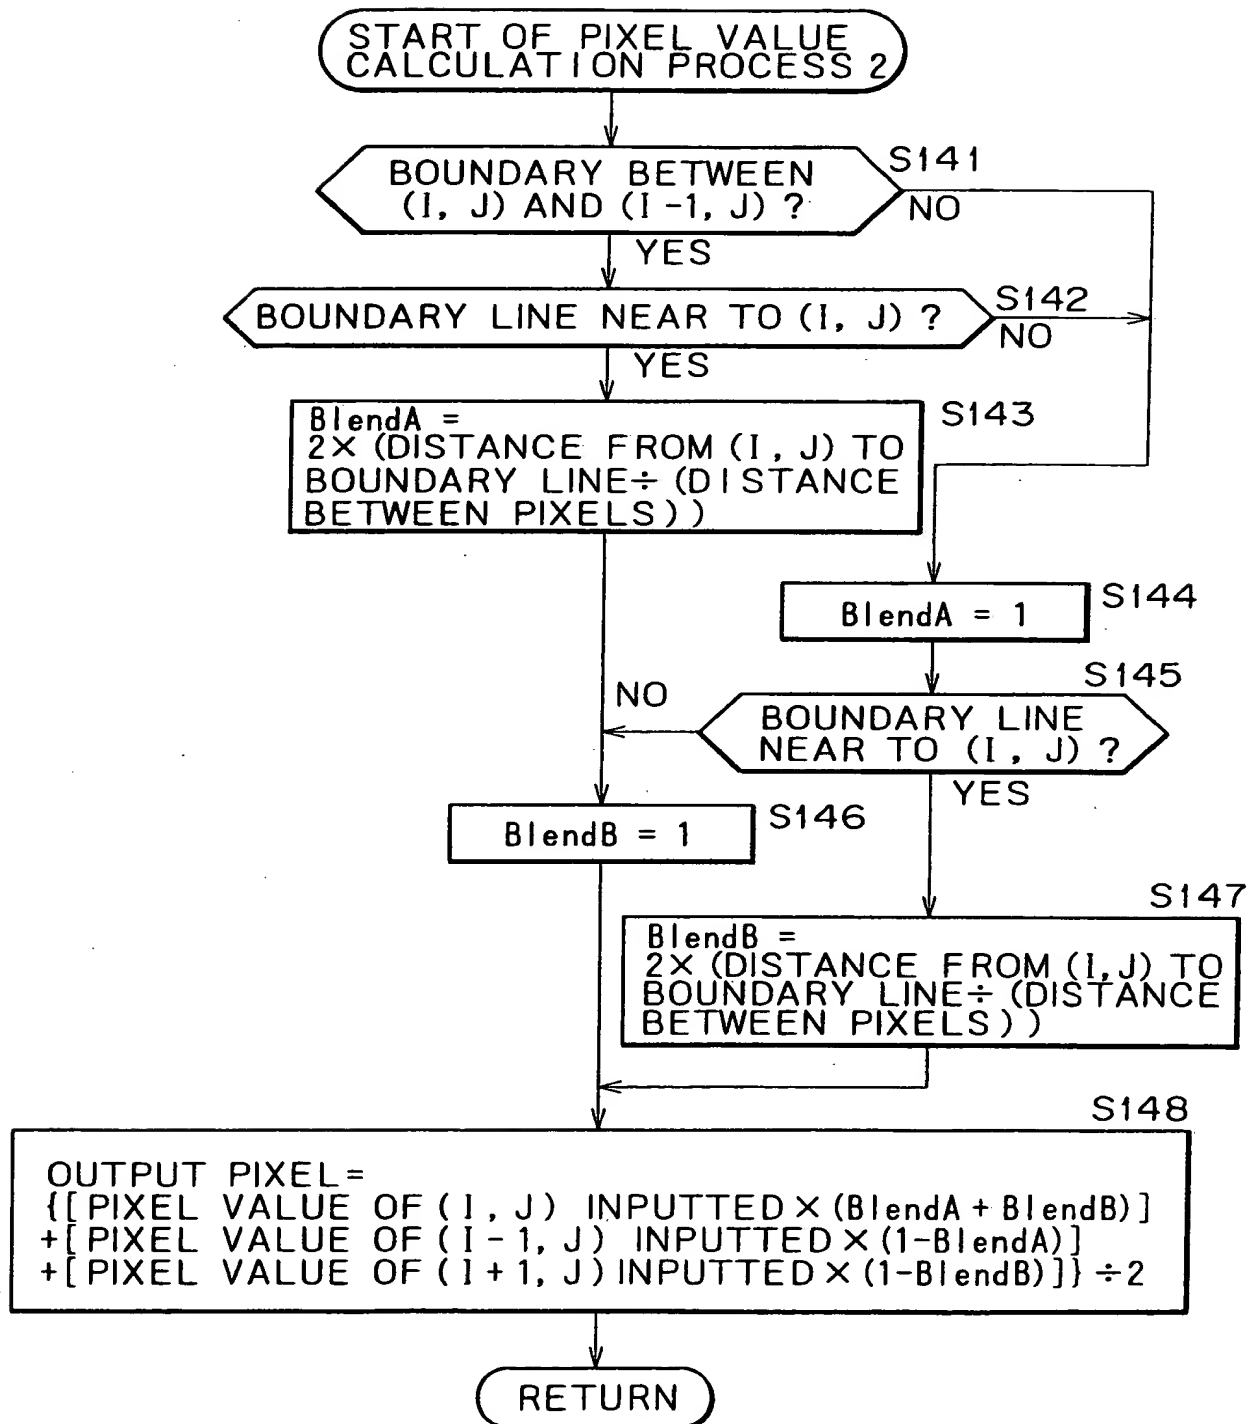 START OF PIXEL VALUE
CALCULATION PROCESS 2
BOUNDARY BETWEEN
(I, J) AND (I-1, J) ?
S141
NO
YES
BOUNDARY LINE NEAR TO (I, J) ?
S142
NO
YES
BlendA =
2× (DISTANCE FROM (I, J) TO
BOUNDARY LINE÷ (DISTANCE
BETWEEN PIXELS))
S143
BlendA = 1
S144
S145
NO
BOUNDARY LINE
NEAR TO (I, J) ?
YES
BlendB = 1
S146
S147
BlendB =
2× (DISTANCE FROM (I, J) TO
BOUNDARY LINE÷ (DISTANCE
BETWEEN PIXELS))
S148
OUTPUT PIXEL=
{[PIXEL VALUE OF (I, J) INPUTTED × (BlendA + BlendB)]
+[PIXEL VALUE OF (I-1, J) INPUTTED × (1-BlendA)]
+[PIXEL VALUE OF (I+1, J) INPUTTED × (1-BlendB)]} ÷2
RETURN